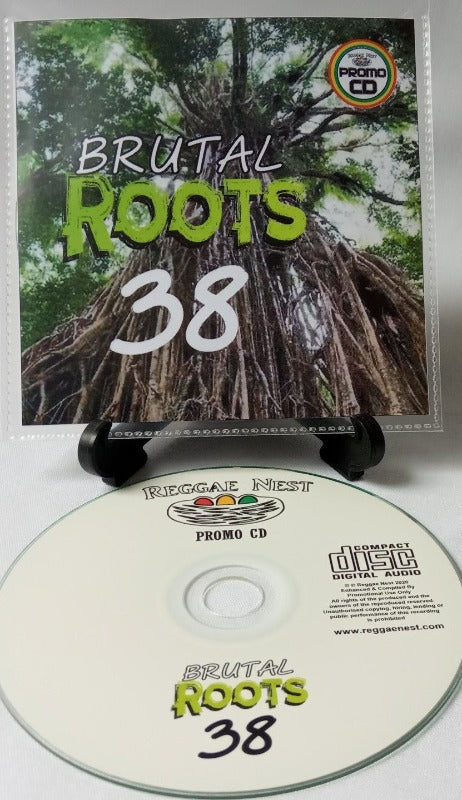 REGGAE NEST
PROMO
CD
BRUTAL
ROOTS
38
REGGAE NEST
PROMO CD
COMPACT
disc
DIGITAL AUDIO
Reggae Nest 2020
Enhanced & Compiled By
Promotional Use Only
All rights of the produced and the
owners of the reproduced reserved.
Unauthorised copying, hiring, lending or
public performance of this recording
is prohibited
www.reggaenest.com
BRUTAL
ROOTS
38